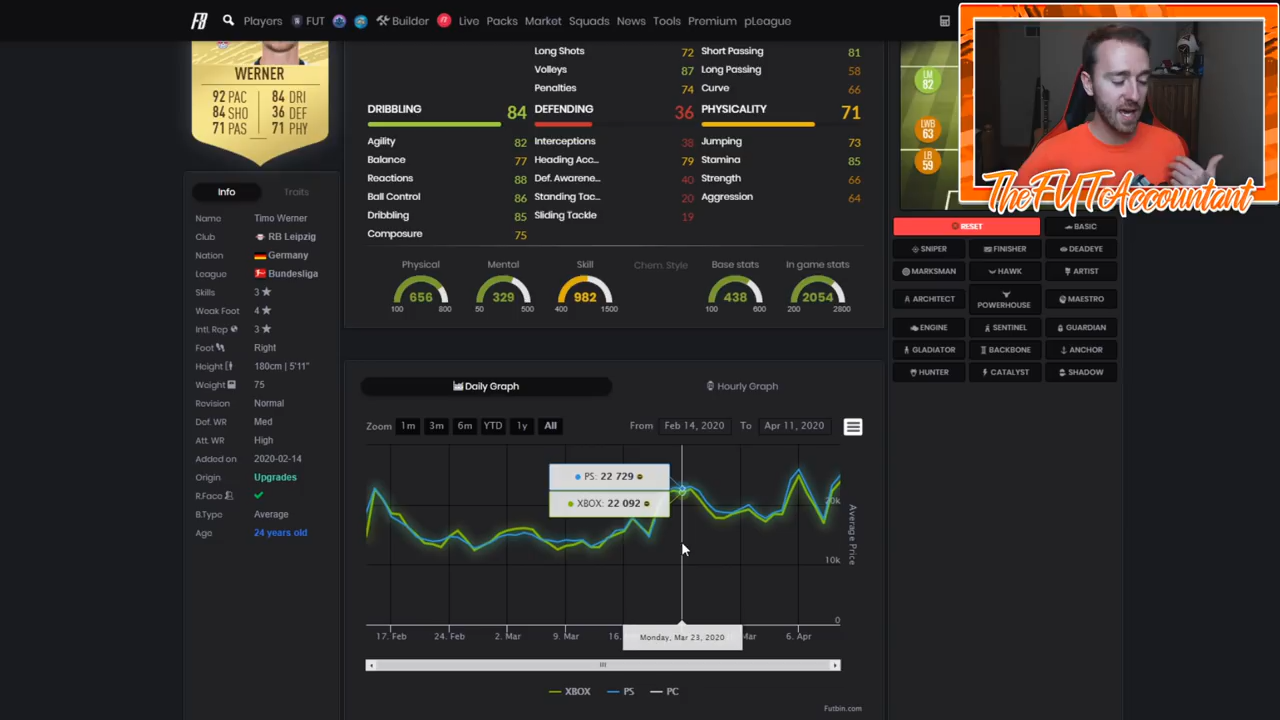 FB Players FUT Builder Live Packs Market Squads News Tools Premium pLeague
WERNER
92 PAC 84 DRI
84 SHO 36 DEF
71 PAS 71 PHY
Long Shots 72 Short Passing 81
Volleys 87 Long Passing 58
Penalties 74 Curve 66
DRIBBLING 84 DEFENDING 36 PHYSICALITY 71
Agility 82 Interceptions 38 Jumping 73
Balance 77 Heading Acc... 79 Stamina 85
Reactions 88 Def. Awarene... 40 Strength 66
Ball Control 86 Standing Tac... 20 Aggression 64
Dribbling 85 Sliding Tackle 19
Composure 75
Physical Mental Skill Chem. Style Base stats In game stats
656 329 982 438 2054
100 800 50 500 400 1500 100 600 200 2800
Info Traits
Name Timo Werner
Club RB Leipzig
Nation Germany
League Bundesliga
Skills 3
Weak Foot 4
Intl. Rep 3
Foot Right
Height 180cm | 5'11"
Weight 75
Revision Normal
Def. WR Med
Att. WR High
Added on 2020-02-14
Origin Upgrades
R.Face
B.Type Average
Age 24 years old
LM
82
LWB
63
LB
59
TheFUTAccountant
RESET BASIC
SNIPER FINISHER DEADEYE
MARKSMAN HAWK ARTIST
ARCHITECT POWERHOUSE MAESTRO
ENGINE SENTINEL GUARDIAN
GLADIATOR BACKBONE ANCHOR
HUNTER CATALYST SHADOW
Daily Graph Hourly Graph
Zoom 1m 3m 6m YTD 1y All From Feb 14, 2020 To Apr 11, 2020
PS: 22 729
XBOX: 22 092
20k
10k
0
Average Price
17. Feb 24. Feb 2. Mar 9. Mar 16. Mar 6. Apr
Monday, Mar 23, 2020
XBOX PS PC
Futbin.com